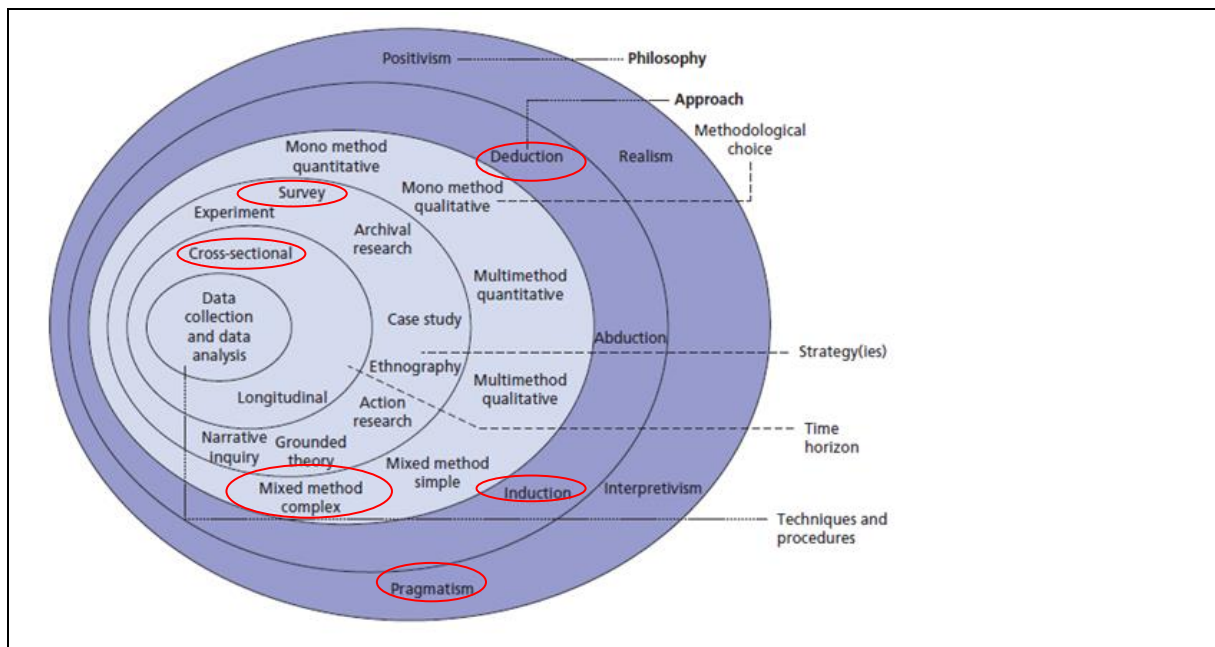 Positivism
Philosophy
Approach
Methodological
choice
Mono method
quantitative
Deduction
Realism
Survey
Mono method
qualitative
Experiment
Archival
research
Cross-sectional
Multimethod
quantitative
Data
collection
and data
analysis
Case study
Abduction
Strategy(ies)
Ethnography
Multimethod
qualitative
Longitudinal
Action
research
Time
horizon
Narrative
inquiry
Grounded
theory
Mixed method
simple
Mixed method
complex
Induction
Interpretivism
Techniques and
procedures
Pragmatism